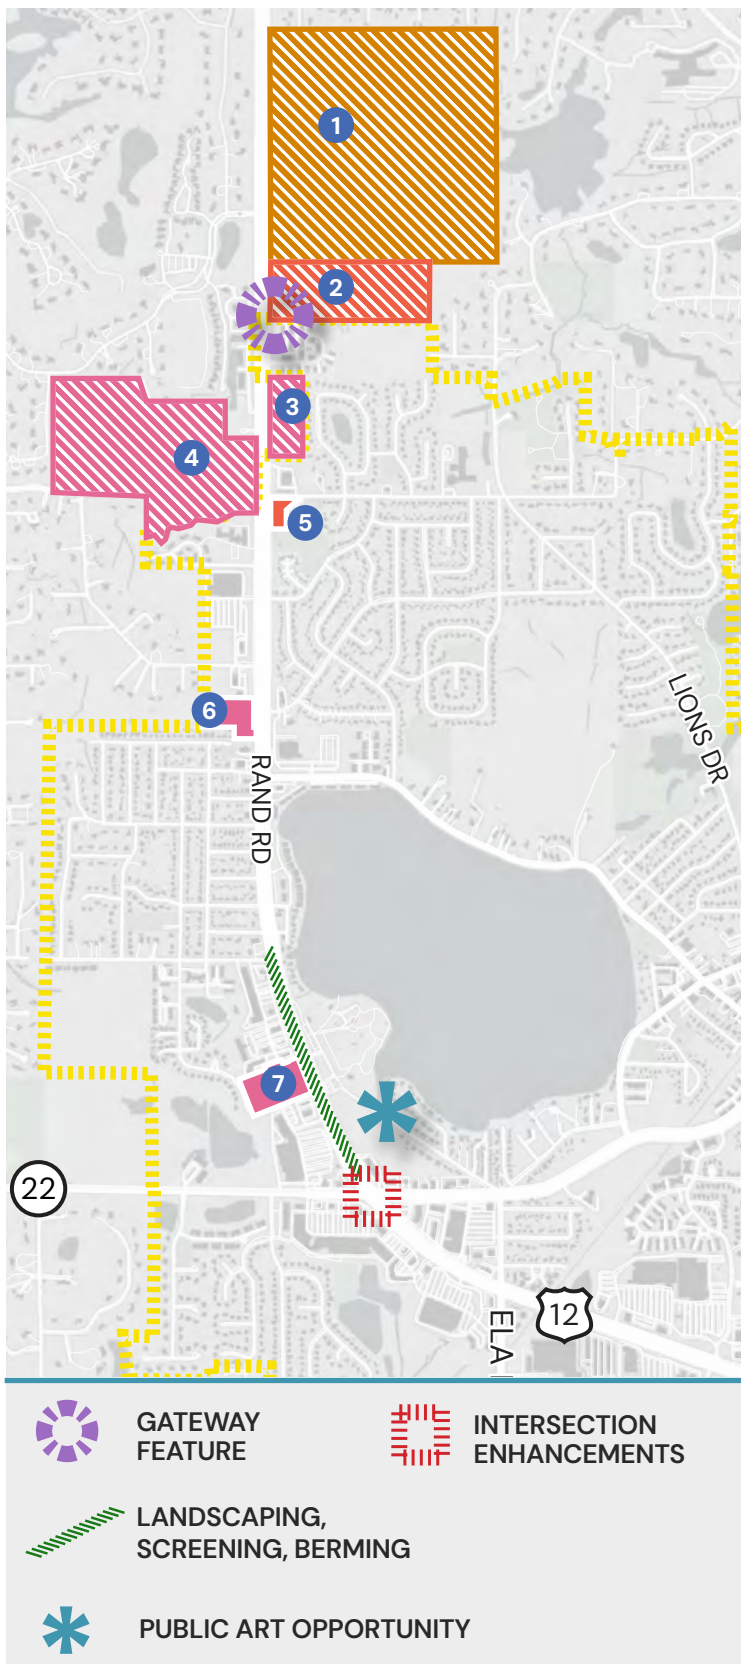 1
2
3
4
5
6
LIONS DR
RAND RD
7
22
12
ELA
GATEWAY
FEATURE
INTERSECTION
ENHANCEMENTS
LANDSCAPING,
SCREENING, BERMING
PUBLIC ART OPPORTUNITY